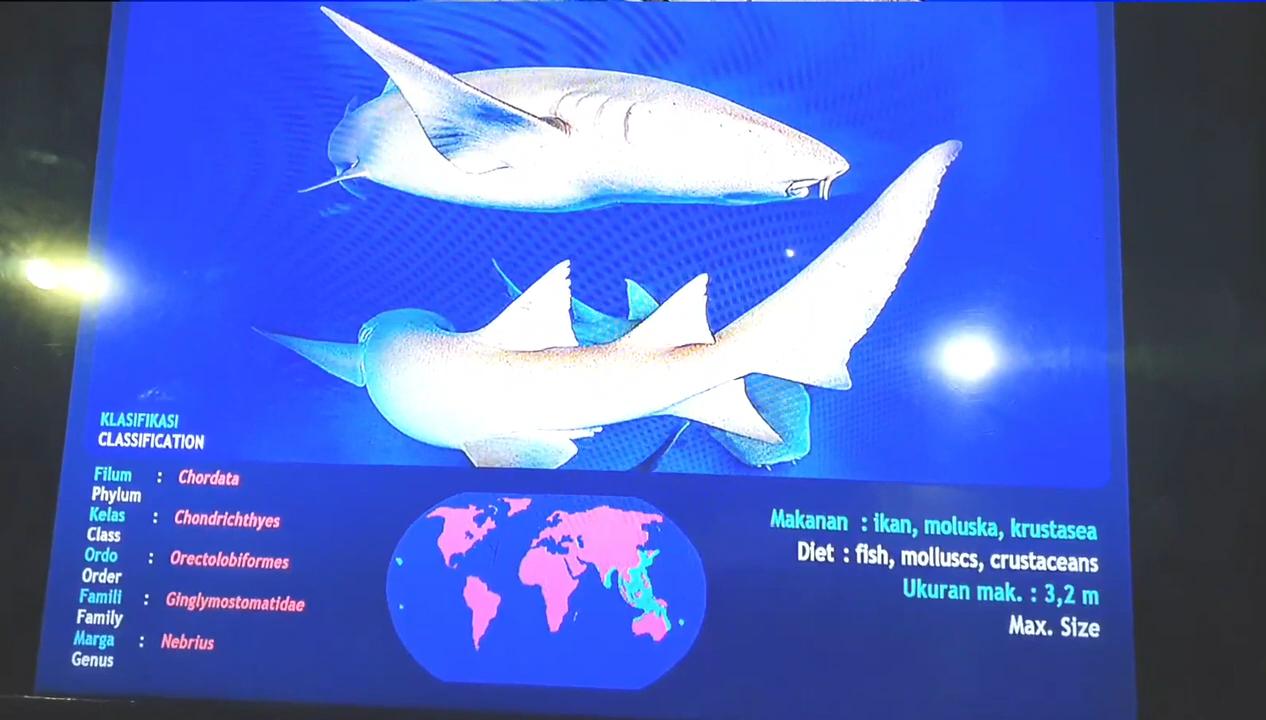 KLASIFIKASI
CLASSIFICATION
Filum : Chordata
Phylum
Kelas : Chondrichthyes
Class
Ordo : Orectolobiformes
Order
Famili : Ginglymostomatidae
Family
Marga : Nebrius
Genus
Makanan : ikan, moluska, krustasea
Diet : fish, molluscs, crustaceans
Ukuran mak. : 3,2 m
Max. Size